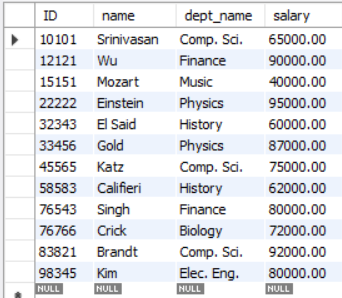 ID name dept_name salary
10101 Srinivasan Comp. Sci. 65000.00
12121 Wu Finance 90000.00
15151 Mozart Music 40000.00
22222 Einstein Physics 95000.00
32343 El Said History 60000.00
33456 Gold Physics 87000.00
45565 Katz Comp. Sci. 75000.00
58583 Califieri History 62000.00
76543 Singh Finance 80000.00
76766 Crick Biology 72000.00
83821 Brandt Comp. Sci. 92000.00
98345 Kim Elec. Eng. 80000.00
NULL NULL NULL NULL